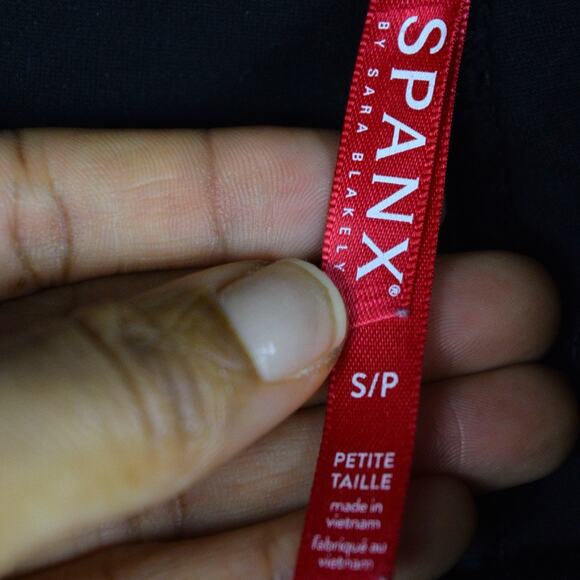 SPANX®
BY SARA BLAKELY
S/P
PETITE
TAILLE
made in
vietnam
fabriqué au
vietnam